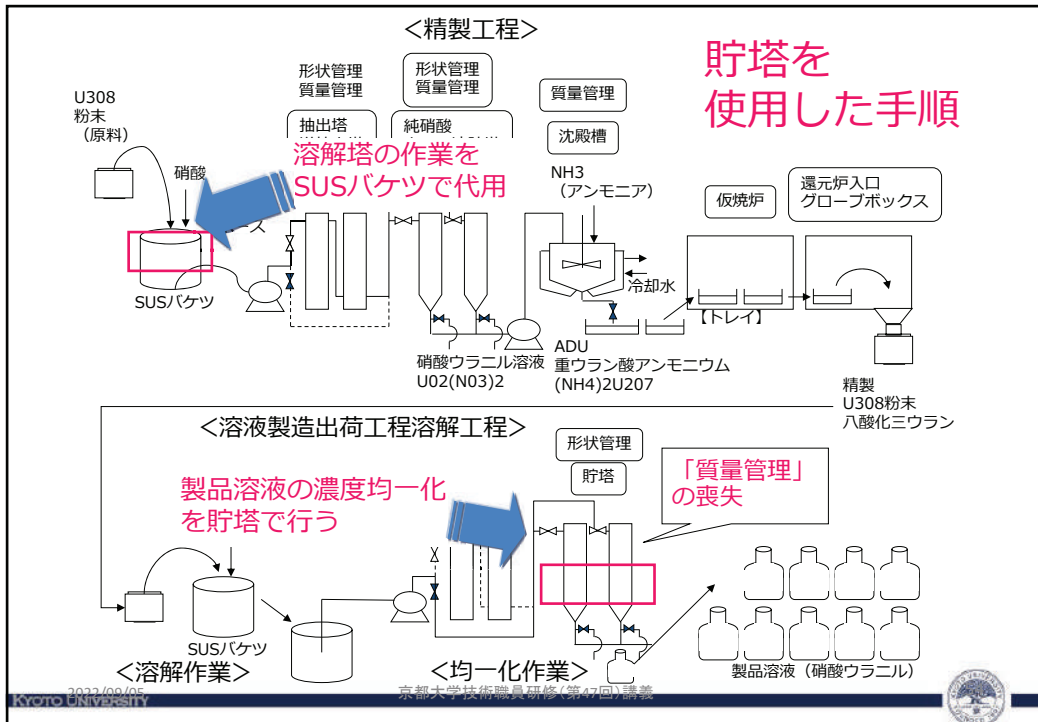 <精製工程>
貯塔を
使用した手順
形状管理
質量管理
形状管理
質量管理
質量管理
U308
粉末
（原料）
抽出塔
純硝酸
沈殿槽
溶解塔の作業を
SUSバケツで代用
硝酸
NH3
（アンモニア）
仮焼炉
還元炉入口
グローブボックス
ース
SUSバケツ
冷却水
【トレイ】
硝酸ウラニル溶液
U02(N03)2
ADU
重ウラン酸アンモニウム
(NH4)2U207
精製
U308粉末
八酸化三ウラン
<溶液製造出荷工程溶解工程>
形状管理
貯塔
「質量管理」
の喪失
製品溶液の濃度均一化
を貯塔で行う
SUSバケツ
<溶解作業>
<均一化作業>
製品溶液（硝酸ウラニル）
2022/09/05
京都大学技術職員研修（第47回）講義
KYOTO UNIVERSITY